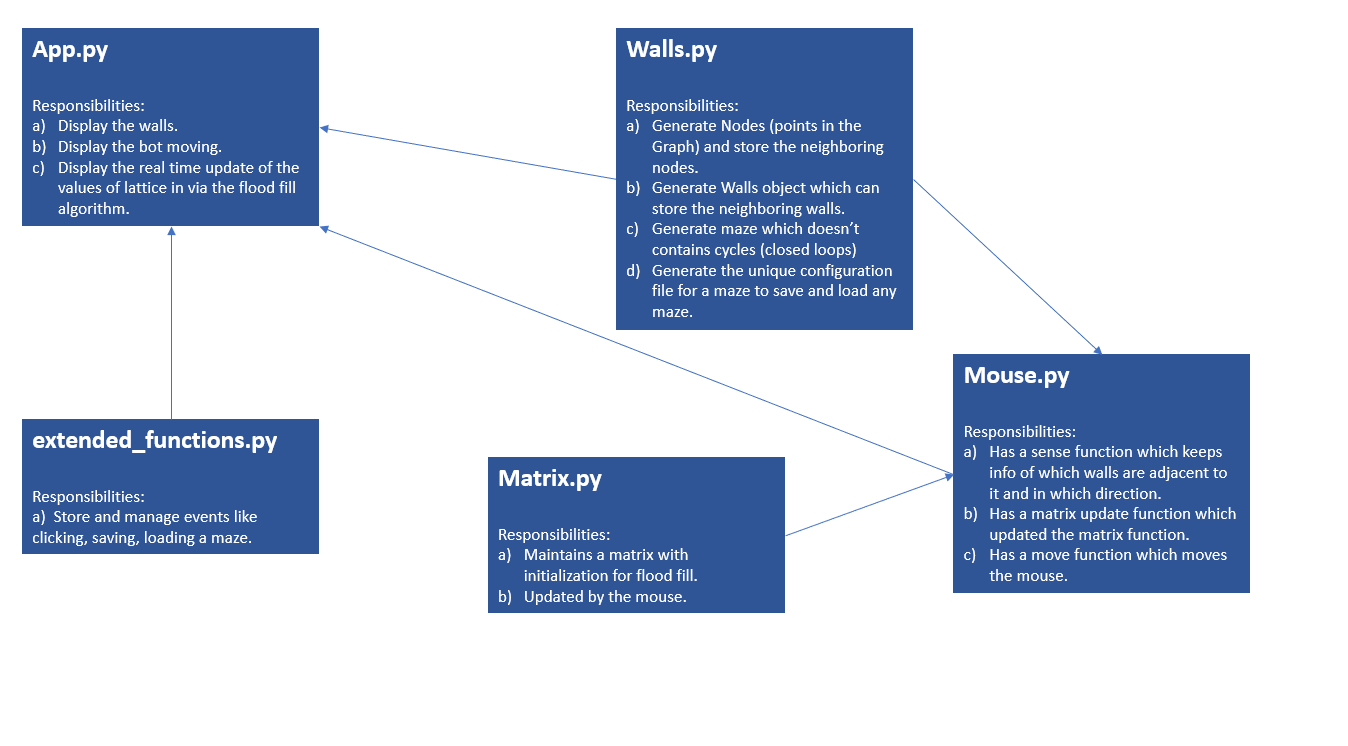 App.py
Responsibilities:
a) Display the walls.
b) Display the bot moving.
c) Display the real time update of the
values of lattice in via the flood fill
algorithm.
Walls.py
Responsibilities:
a) Generate Nodes (points in the
Graph) and store the neighboring
nodes.
b) Generate Walls object which can
store the neighboring walls.
c) Generate maze which doesn’t
contains cycles (closed loops)
d) Generate the unique configuration
file for a maze to save and load any
maze.
Mouse.py
Responsibilities:
a) Has a sense function which keeps
info of which walls are adjacent to
it and in which direction.
b) Has a matrix update function which
updated the matrix function.
c) Has a move function which moves
the mouse.
extended_functions.py
Responsibilities:
a) Store and manage events like
clicking, saving, loading a maze.
Matrix.py
Responsibilities:
a) Maintains a matrix with
initialization for flood fill.
b) Updated by the mouse.